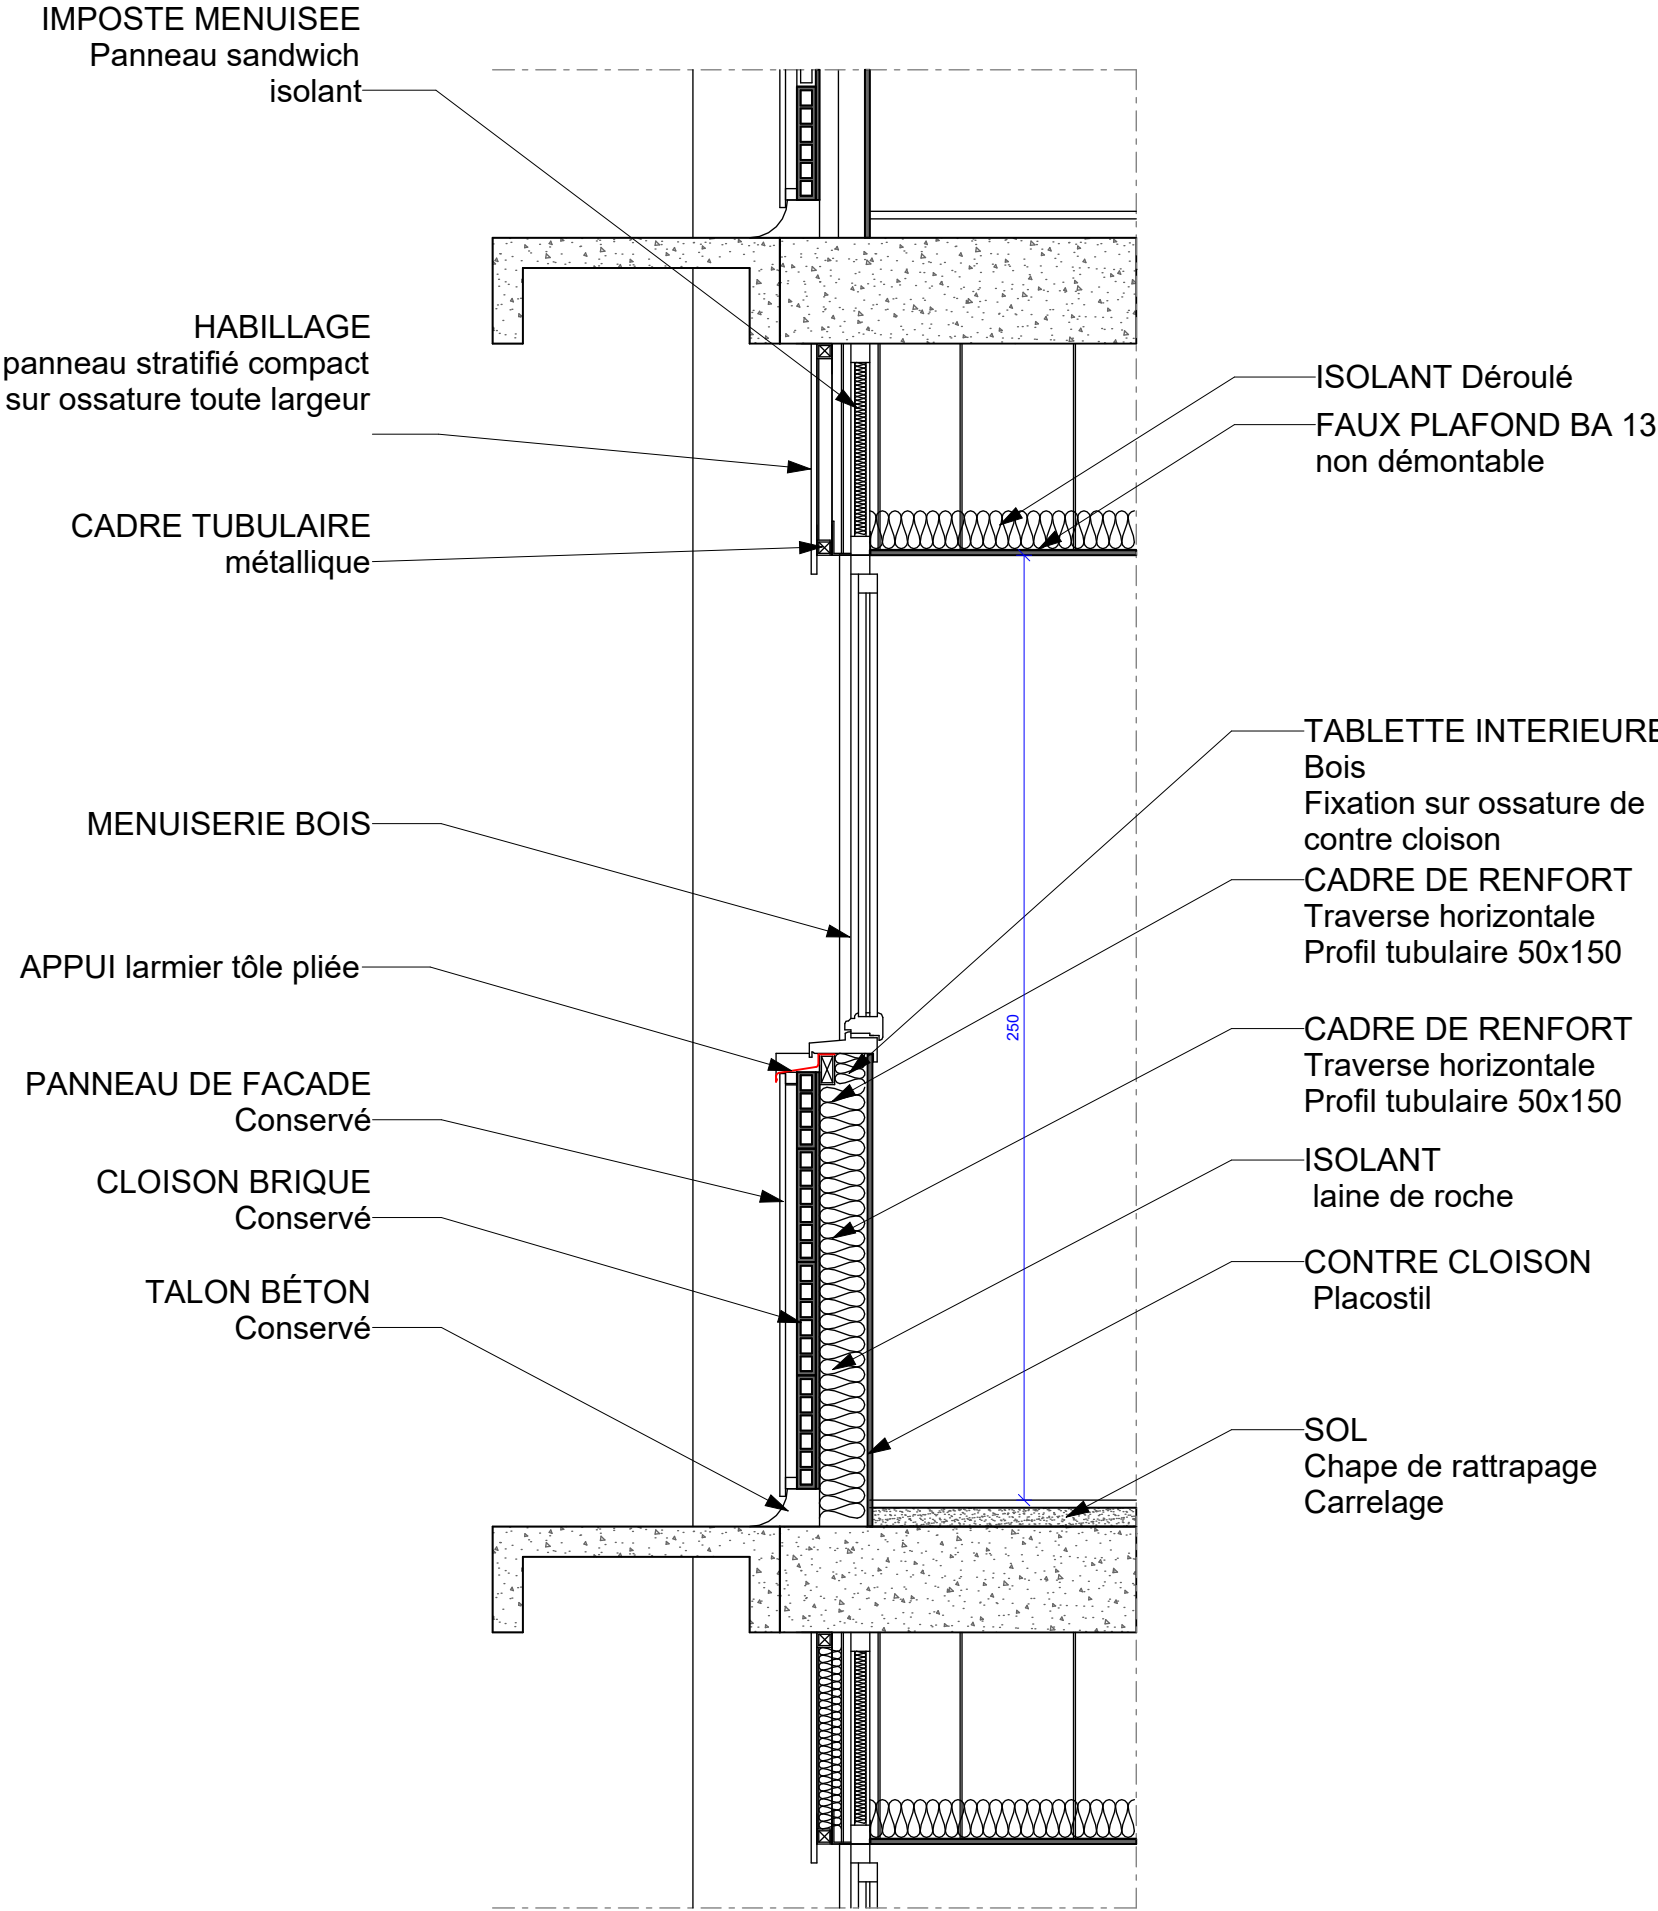 IMPOSTE MENUISEE
Panneau sandwich
isolant
HABILLAGE
panneau stratifié compact
sur ossature toute largeur
CADRE TUBULAIRE
métallique
MENUISERIE BOIS
APPUI larmier tôle pliée
PANNEAU DE FACADE
Conservé
CLOISON BRIQUE
Conservé
TALON BÉTON
Conservé
250
ISOLANT Déroulé
FAUX PLAFOND BA 13
non démontable
TABLETTE INTERIEURE
Bois
Fixation sur ossature de
contre cloison
CADRE DE RENFORT
Traverse horizontale
Profil tubulaire 50x150
CADRE DE RENFORT
Traverse horizontale
Profil tubulaire 50x150
ISOLANT
laine de roche
CONTRE CLOISON
Placostil
SOL
Chape de rattrapage
Carrelage